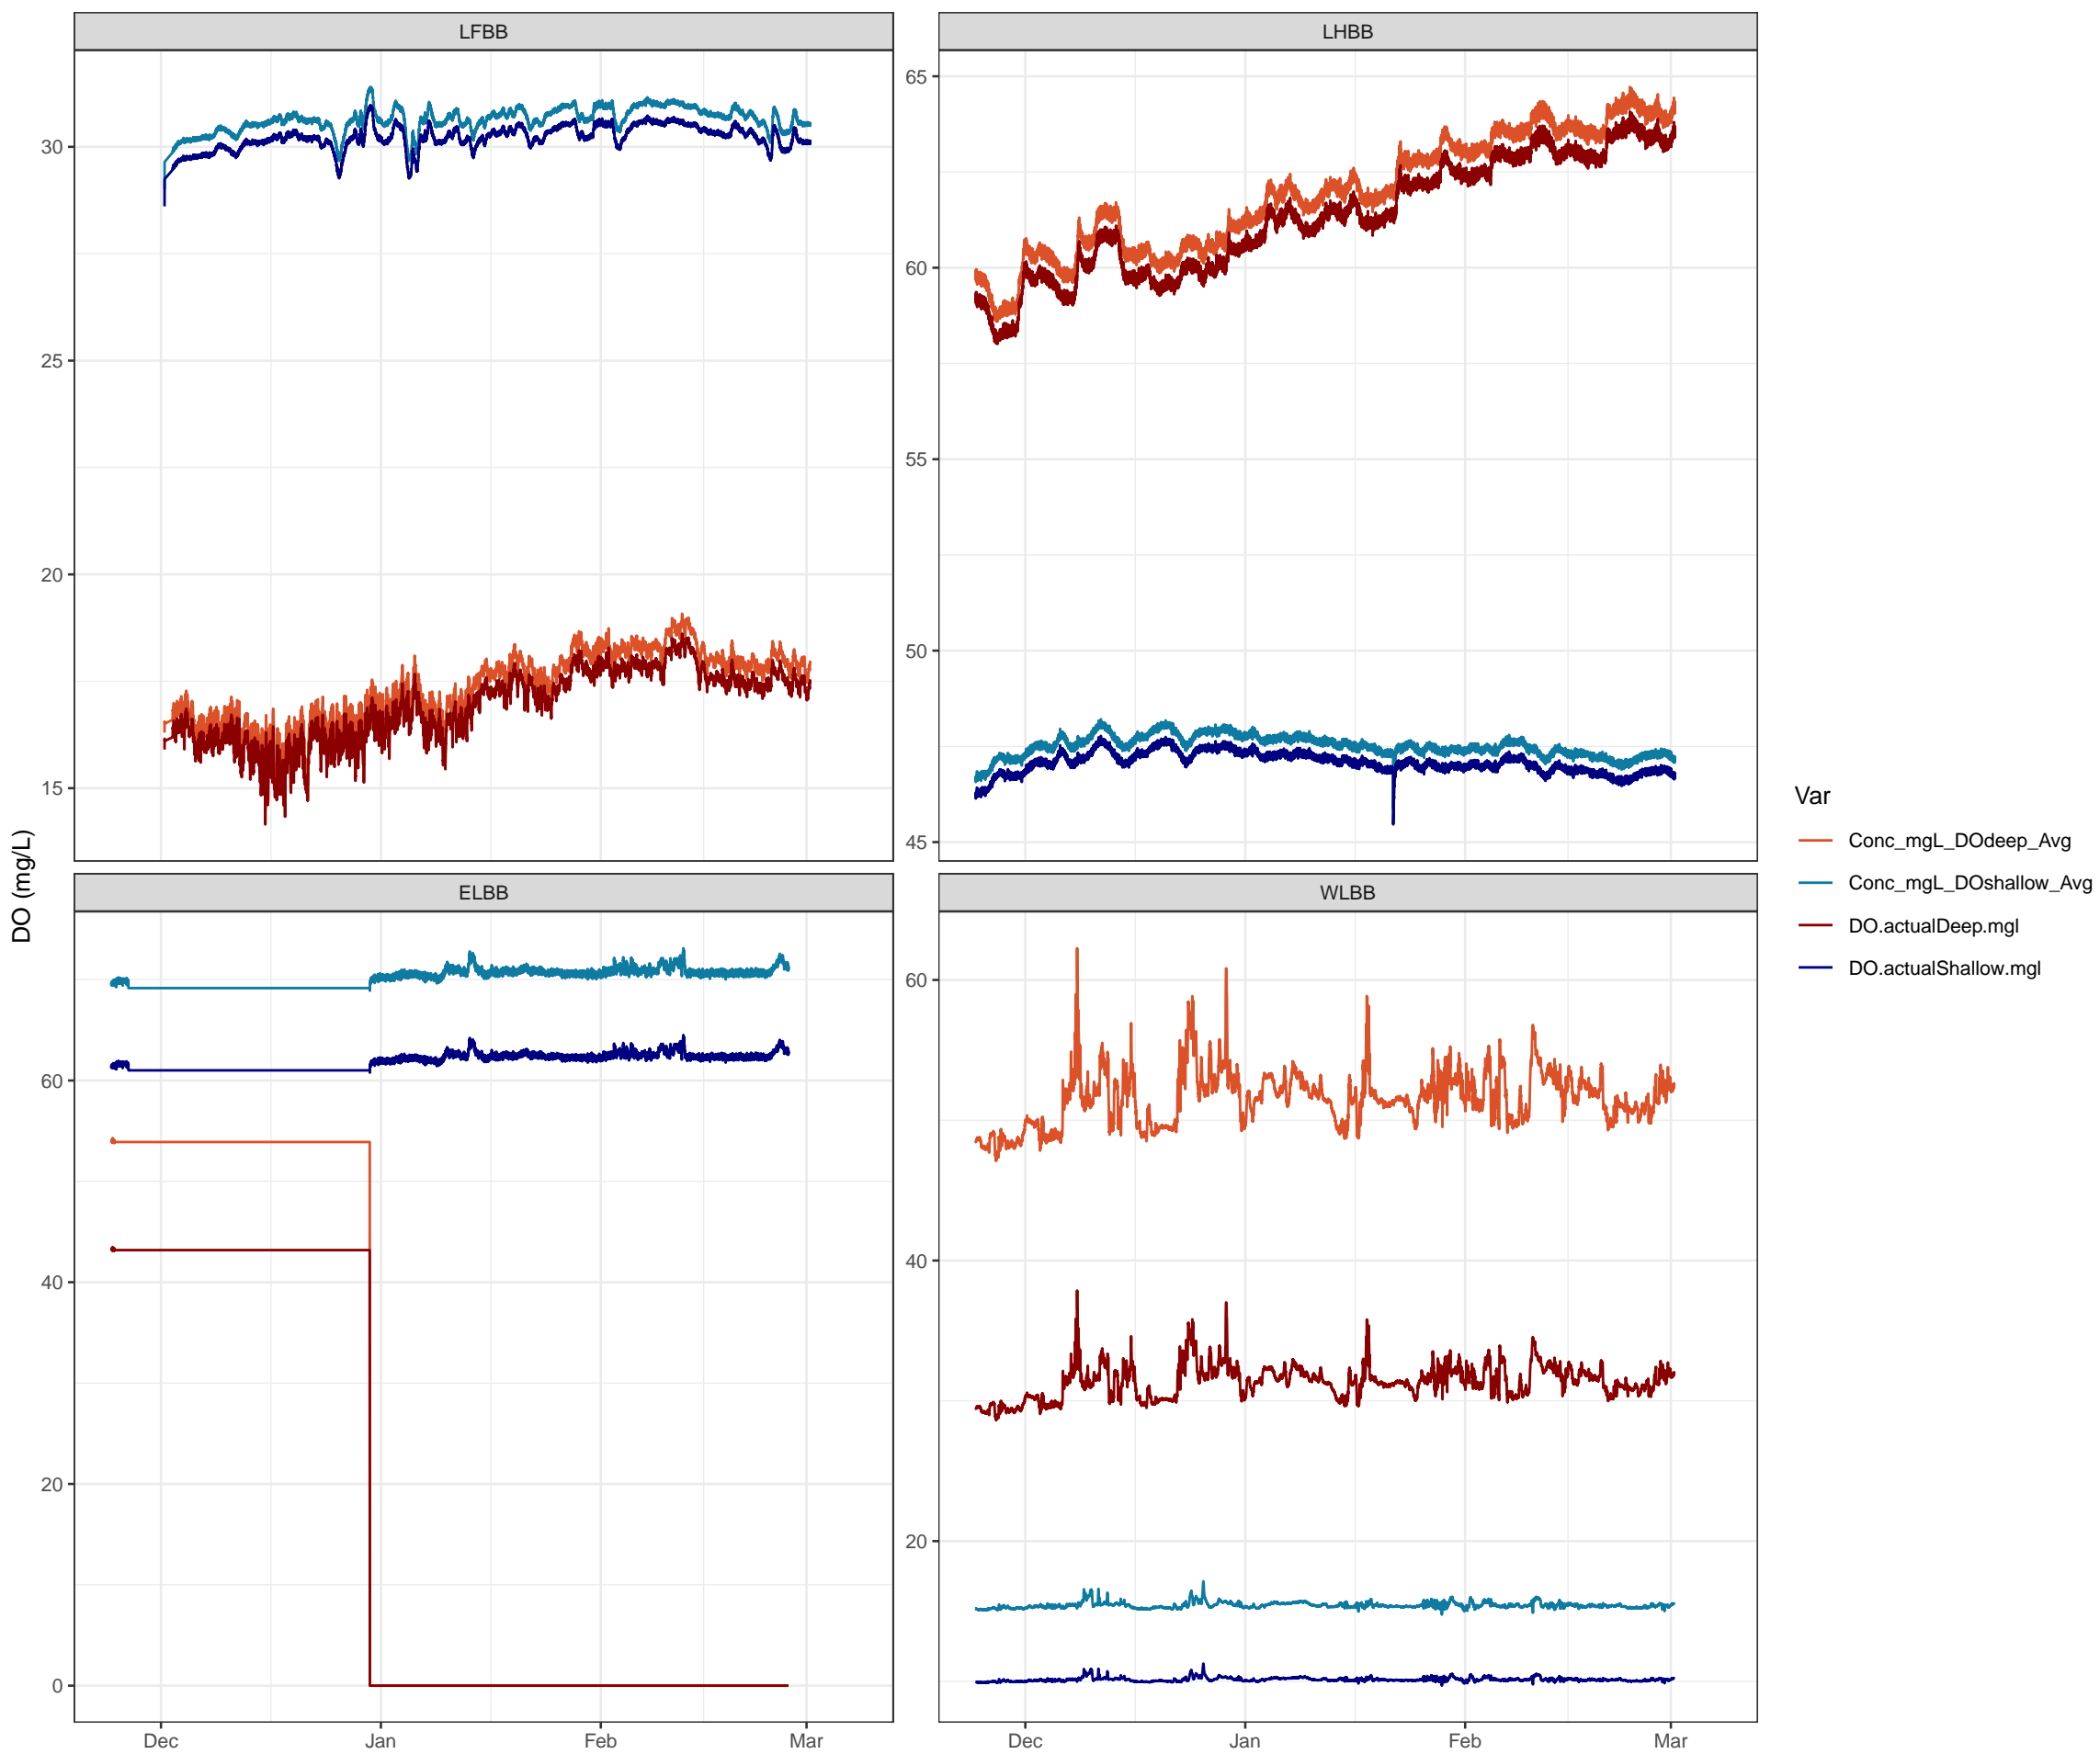 LFBB
LHBB
30
25
20
15
65
60
55
50
45
ELBB
WLBB
60
40
20
0
60
40
20
Dec
Jan
Feb
Mar
Dec
Jan
Feb
Mar
DO (mg/L)
Var
Conc_mgL_DOdeep_Avg
Conc_mgL_DOshallow_Avg
DO.actualDeep.mgl
DO.actualShallow.mgl